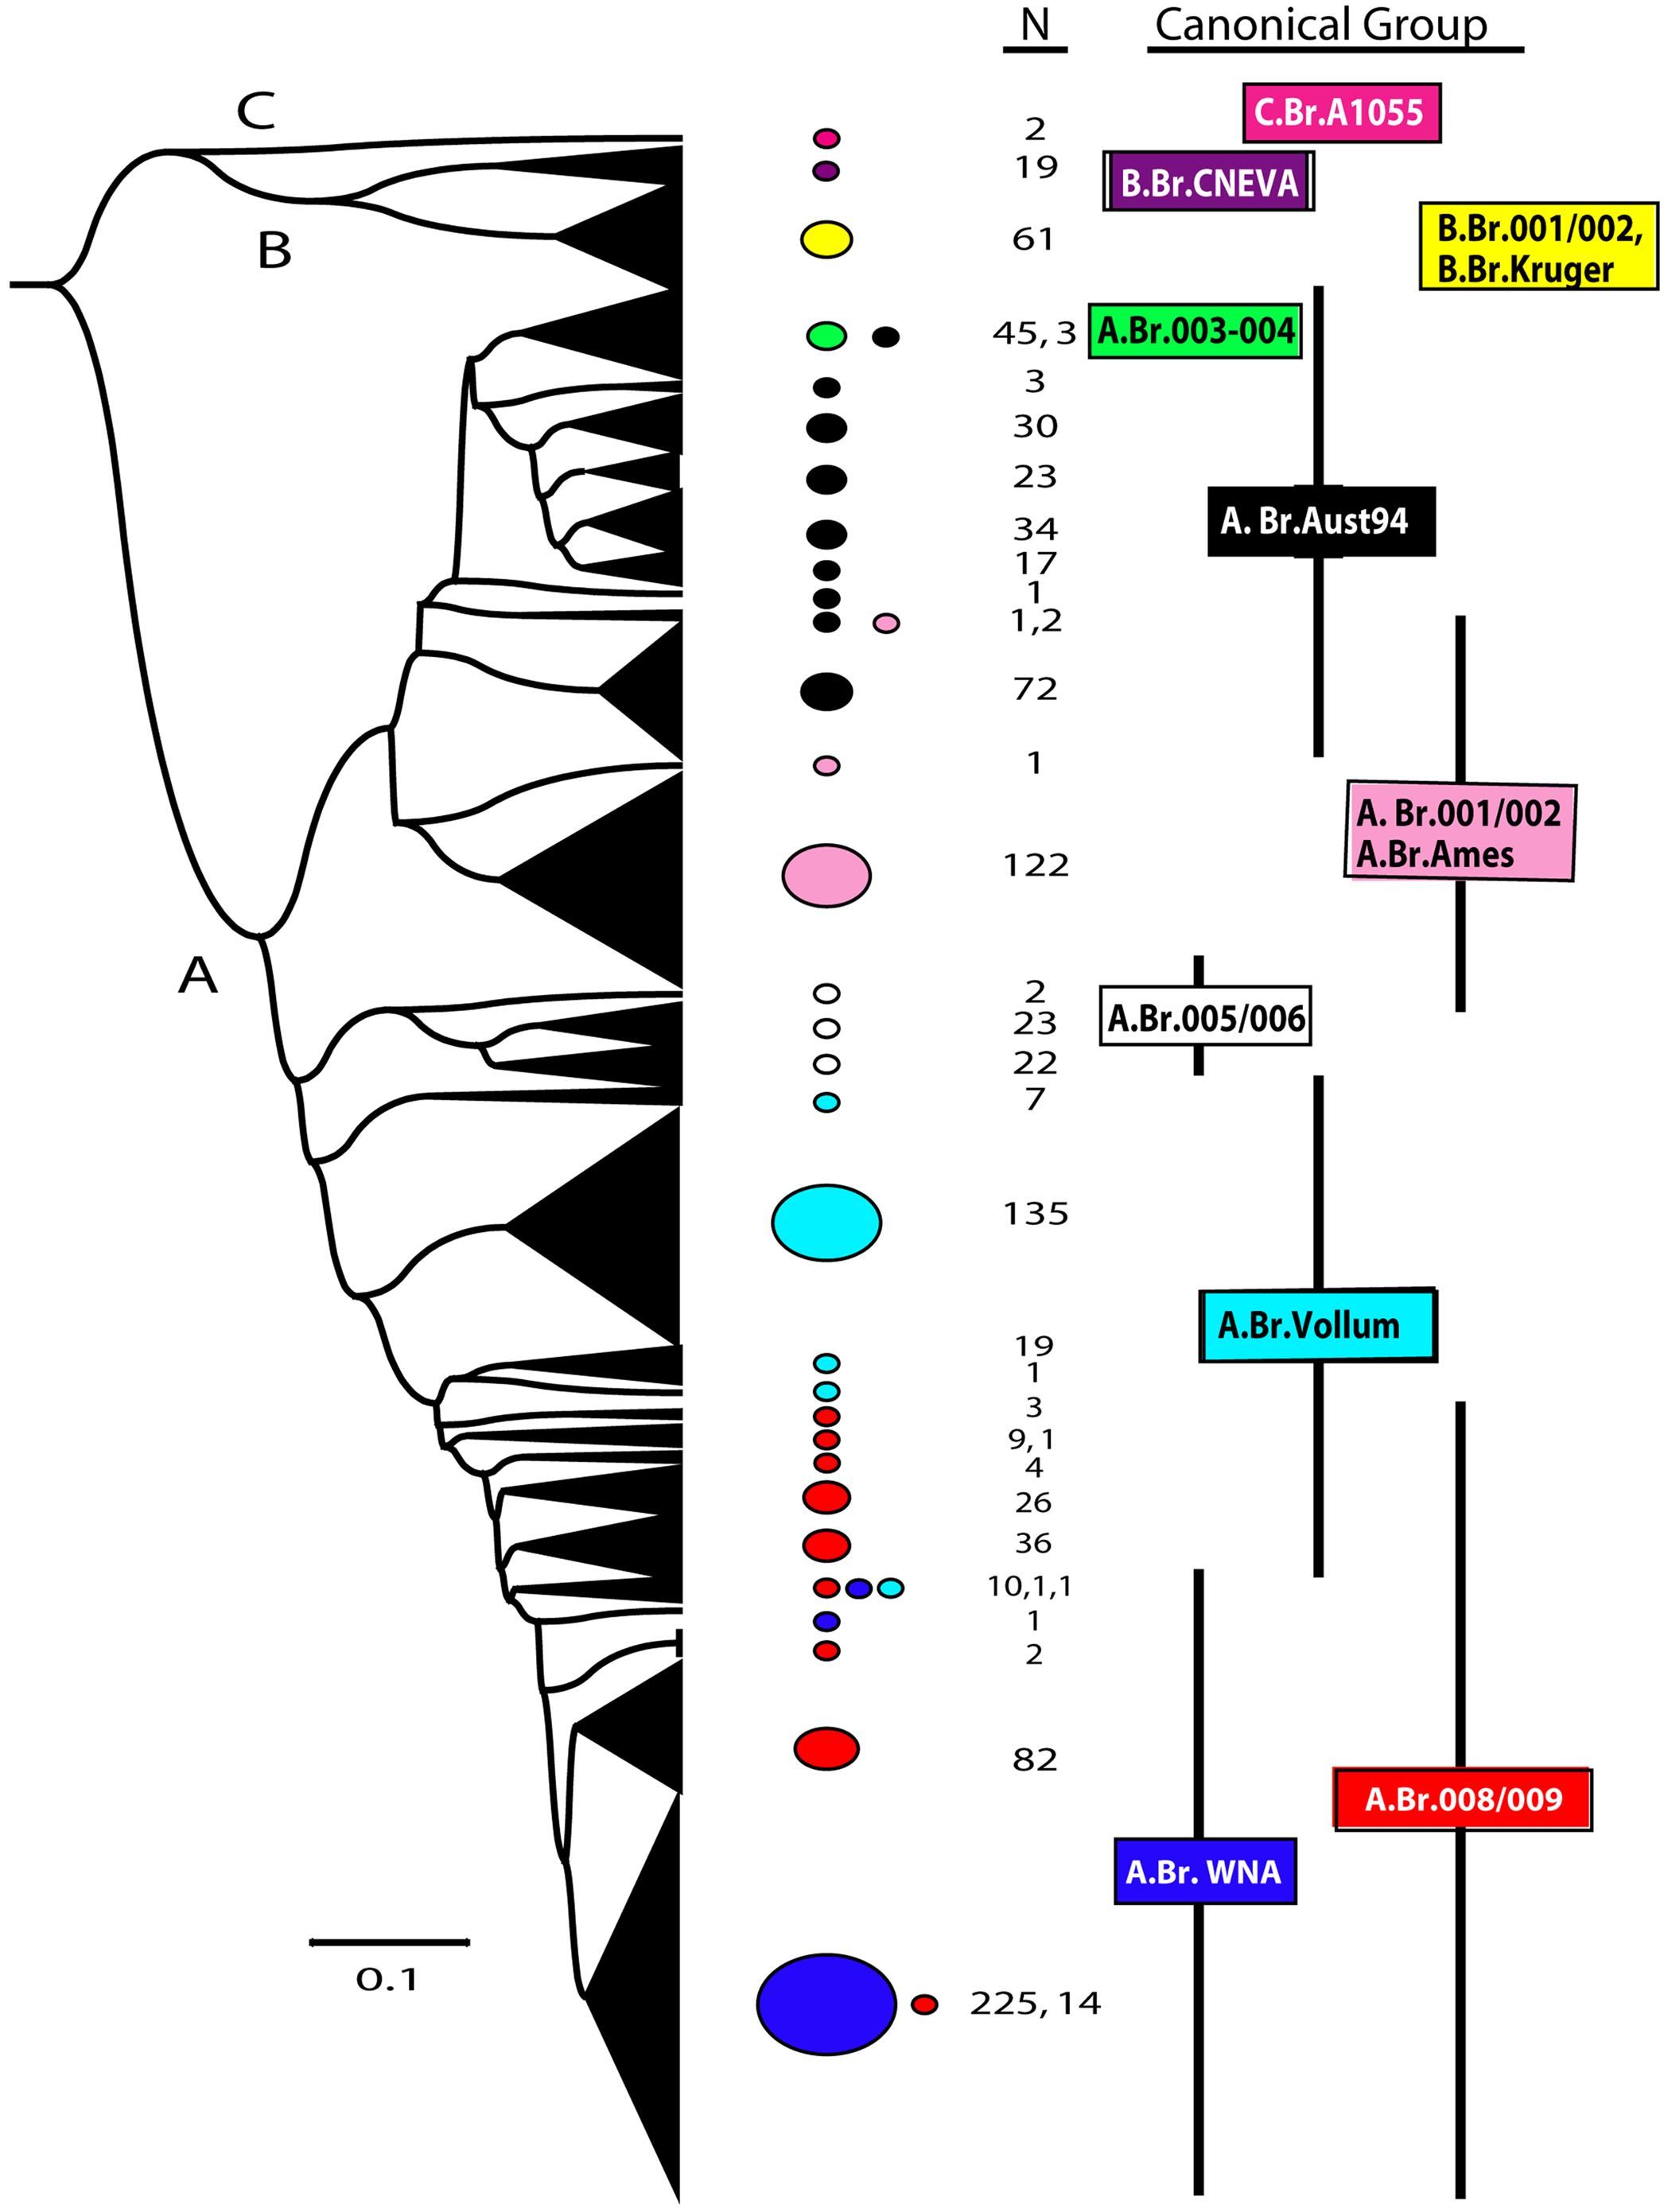 N Canonical Group
C
2 C.Br.A1055
19 B.Br.CNEVA
B
61 B.Br.001/002,
B.Br.Kruger
45,3 A.Br.003-004
3
30
23
34 A. Br.Aust94
17
1
1,2
72
1
A. Br.001/002
A.Br.Ames
122
A
2
23 A.Br.005/006
22
7
135
A.Br.Vollum
19
1
3
9,1
4
26
36
10,1,1
1
2
82
A.Br.008/009
A.Br. WNA
0.1
225,14